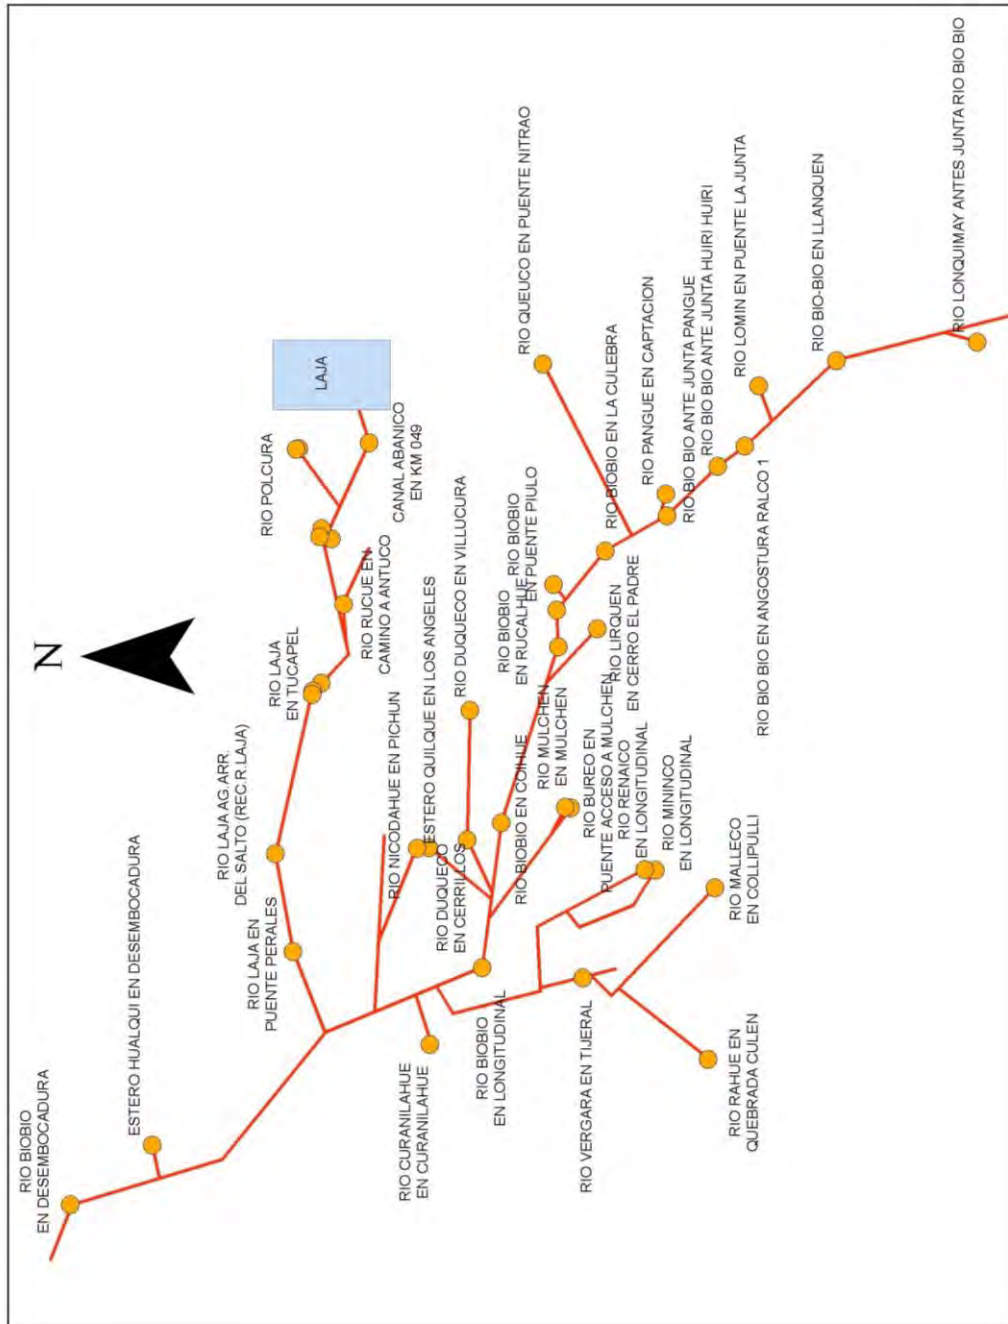 RIO BIOBIO
EN DESEMBOCADURA
ESTERO HUALQUI EN DESEMBOCADURA
RIO LAJA EN
PUENTE PERALES
RIO LAJA AG.ARR.
DEL SALTO (REC.R.LAJA)
RIO LAJA
EN TUCAPEL
N
RIO POLCURA
LAJA
CANAL ABANICO
EN KM 049
RIO RUCUE EN
CAMINO A ANTUCO
RIO NICODAHUE EN PICHUN
ESTERO QUILQUE EN LOS ANGELES
RIO DUQUECO EN VILLUCURA
RIO DUQUECO
EN CERRILLOS
RIO CURANILAHUE
EN CURANILAHUE
RIO BIOBIO
EN LONGITUDINAL
RIO BIOBIO EN COIHUE
RIO BIOBIO
EN RUCALHUE
RIO BIOBIO
EN PUENTE PIULO
RIO QUEUCO EN PUENTE NITRAO
RIO BIOBIO EN LA CULEBRA
RIO MULCHEN
EN MULCHEN
RIO LIRQUEN
EN CERRO EL PADRE
RIO PANGUE EN CAPTACION
RIO BUREO EN
PUENTE ACCESO A MULCHEN
RIO RENAICO
EN LONGITUDINAL
RIO MININCO
EN LONGITUDINAL
RIO BIO BIO ANTE JUNTA PANGUE
RIO BIO BIO ANTE JUNTA HUIRI HUIRI
RIO VERGARA EN TIJERAL
RIO LOMIN EN PUENTE LA JUNTA
RIO MALLECO
EN COLLIPULLI
RIO RAHUE EN
QUEBRADA CULEN
RIO BIO BIO EN ANGOSTURA RALCO 1
RIO BIO-BIO EN LLANQUEN
RIO LONQUIMAY ANTES JUNTA RIO BIO BIO